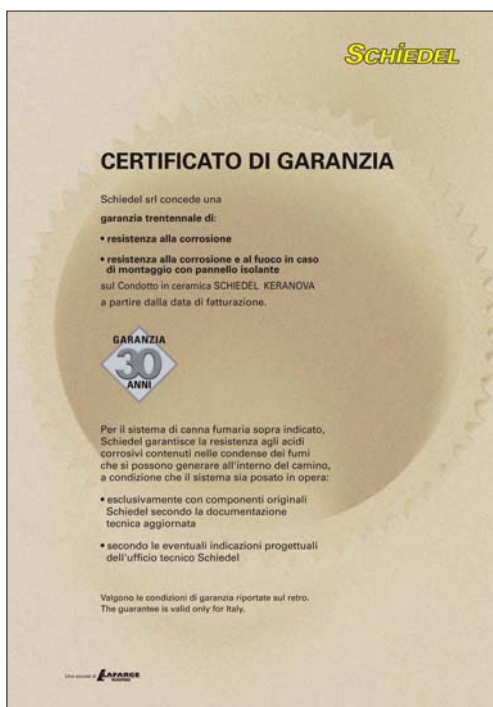 SCHIEDEL
CERTIFICATO DI GARANZIA
Schiedel srl concede una
garanzia trentennale di:
• resistenza alla corrosione
• resistenza alla corrosione e al fuoco in caso
di montaggio con pannello isolante
sul Condotto in ceramica SCHIEDEL KERANOVA
a partire dalla data di fatturazione.
GARANZIA
30
ANNI
Per il sistema di canna fumaria sopra indicato,
Schiedel garantisce la resistenza agli acidi
corrosivi contenuti nelle condense dei fumi
che si possono generare all'interno del camino,
a condizione che il sistema sia posato in opera:
• esclusivamente con componenti originali
Schiedel secondo la documentazione
tecnica aggiornata
• secondo le eventuali indicazioni progettuali
dell'ufficio tecnico Schiedel
Valgono le condizioni di garanzia riportate sul retro.
The guarantee is valid only for Italy.
Una società di LAFARGE